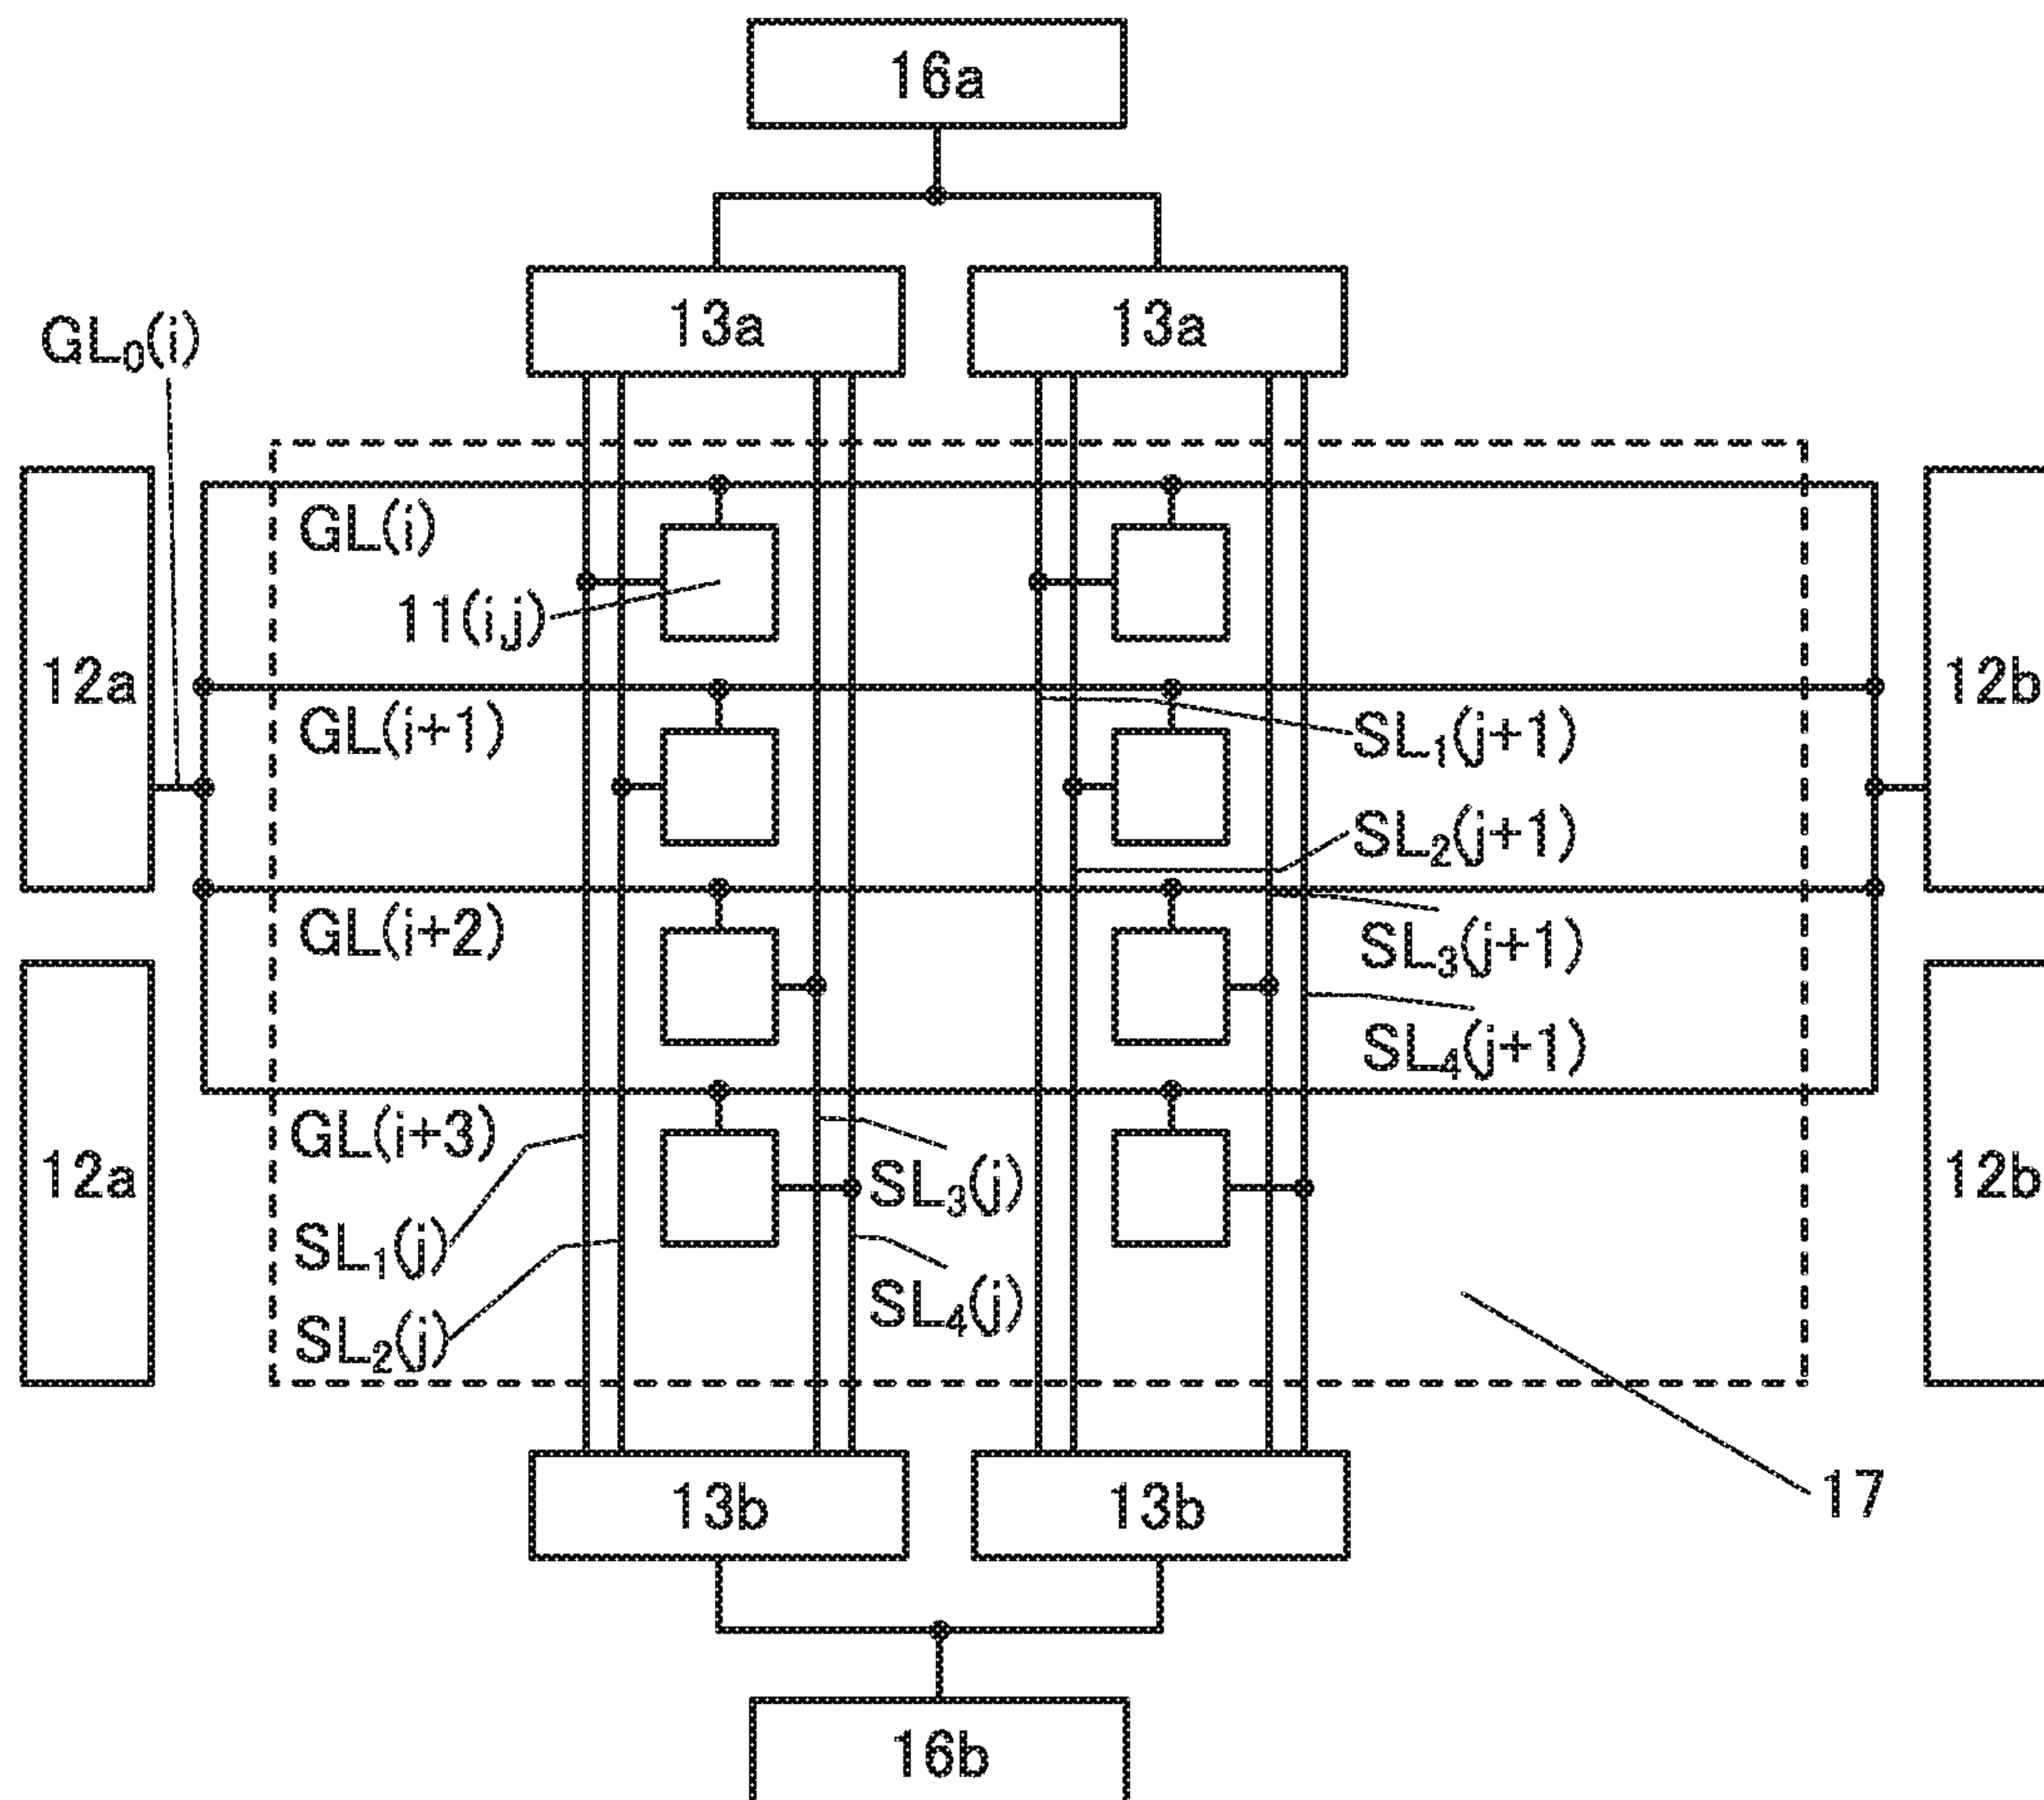 16a
13a 13a
GL₀(i)
GL(i)
11(i,j)
12a 12b
GL(i+1)
SL₁(j+1)
SL₂(j+1)
GL(i+2)
SL₃(j+1)
SL₄(j+1)
GL(i+3)
12a 12b
SL₃(j)
SL₁(j)
SL₄(j)
SL₂(j)
13b 13b
17
16b